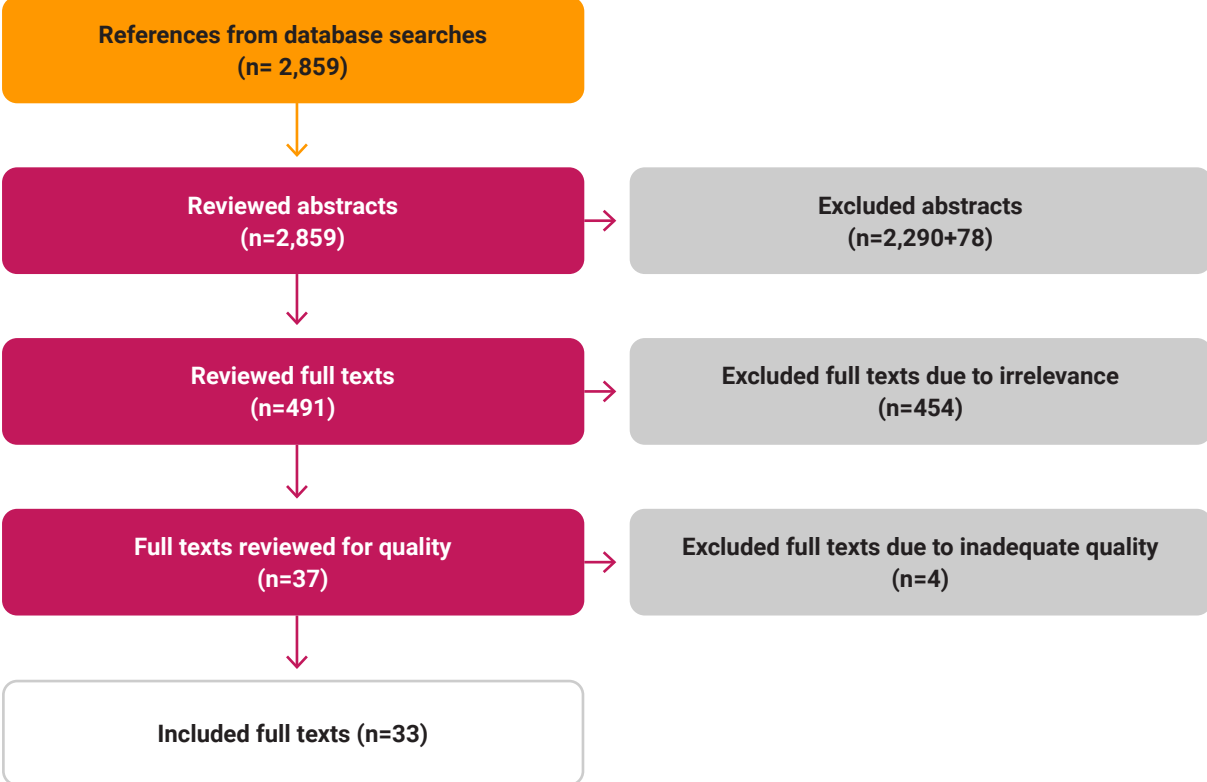 References from database searches
(n= 2,859)
Reviewed abstracts
(n=2,859)
Excluded abstracts
(n=2,290+78)
Reviewed full texts
(n=491)
Excluded full texts due to irrelevance
(n=454)
Full texts reviewed for quality
(n=37)
Excluded full texts due to inadequate quality
(n=4)
Included full texts (n=33)